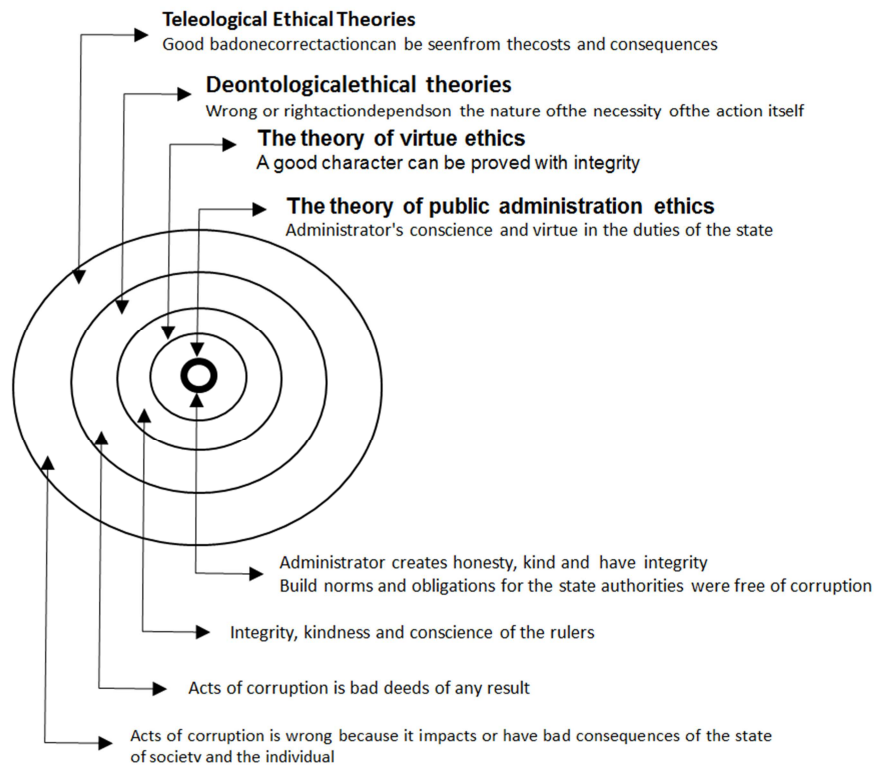 Teleological Ethical Theories
Good badonecorrectactioncan be seenfrom thecosts and consequences
Deontologicalethical theories
Wrong or rightactiondependson the nature ofthe necessity ofthe action itself
The theory of virtue ethics
A good character can be proved with integrity
The theory of public administration ethics
Administrator's conscience and virtue in the duties of the state
Administrator creates honesty, kind and have integrity
Build norms and obligations for the state authorities were free of corruption
Integrity, kindness and conscience of the rulers
Acts of corruption is bad deeds of any result
Acts of corruption is wrong because it impacts or have bad consequences of the state
of society and the individual